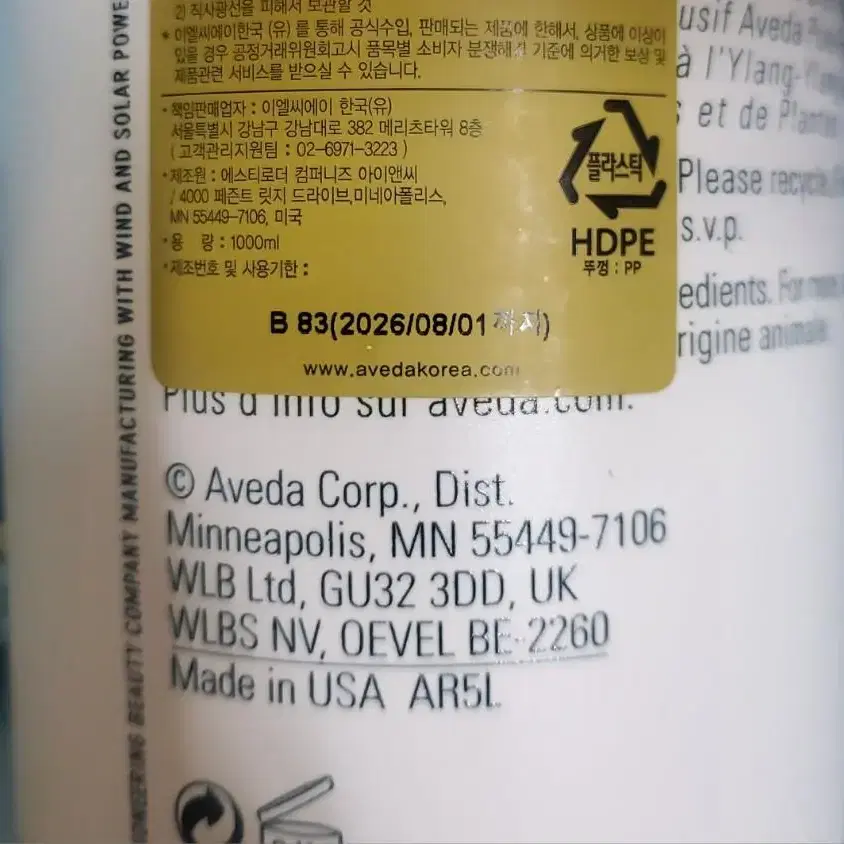 2) 직사광선을 피해서 보관할 것
* 이엘씨에이한국 (유) 를 통해 공식수입, 판매되는 제품에 한해서, 상품에 이상이
있을 경우 공정거래위원회고시 품목별 소비자 분쟁해결 기준에 의거한 보상 및
제품관련 서비스를 받으실 수 있습니다.
• 책임판매업자 : 이엘씨에이 한국(유)
서울특별시 강남구 강남대로 382 메리츠타워 8층
( 고객관리지원팀 : 02-6971-3223 )
• 제조원 : 에스티로더 컴퍼니즈 아이앤씨
/ 4000 페즌트 릿지 드라이브,미네아폴리스,
MN 55449-7106, 미국
• 용 량 : 1000ml
• 제조번호 및 사용기한 :
B 83(2026/08/01까지)
www.avedakorea.com
플라스틱
HDPE
뚜껑 : PP
usif Aveda
à l'Ylang-Ylang
s et de Plantes
Please recycle.
s.v.p.
edients. For more
rigine animale
Plus d'info sur aveda.com.
© Aveda Corp., Dist.
Minneapolis, MN 55449-7106
WLB Ltd, GU32 3DD, UK
WLBS NV, OEVEL BE-2260
Made in USA AR5L
ONEERING BEAUTY COMPANY MANUFACTURING WITH WIND AND SOLAR POWE